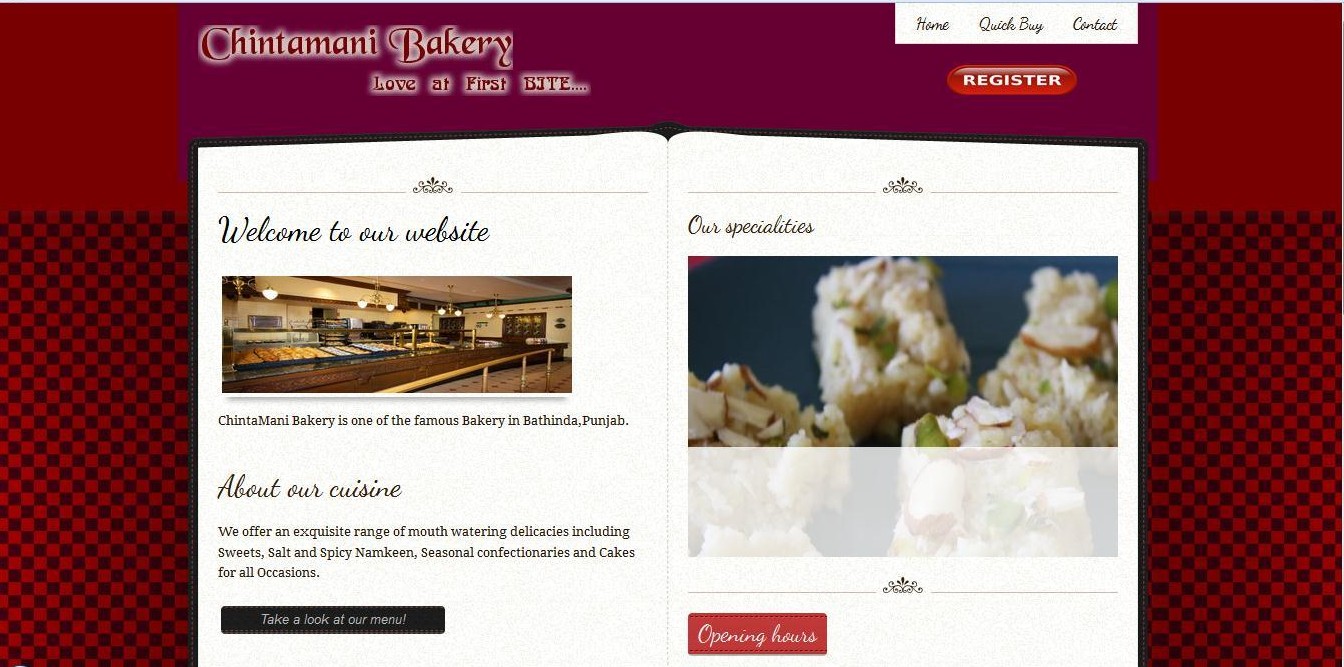 Chintamani Bakery
Love at First BITE....
Home Quick Buy Contact
REGISTER
Welcome to our website
ChintaMani Bakery is one of the famous Bakery in Bathinda,Punjab.
About our cuisine
We offer an exquisite range of mouth watering delicacies including
Sweets, Salt and Spicy Namkeen, Seasonal confectionaries and Cakes
for all Occasions.
Take a look at our menu!
Our specialities
Opening hours